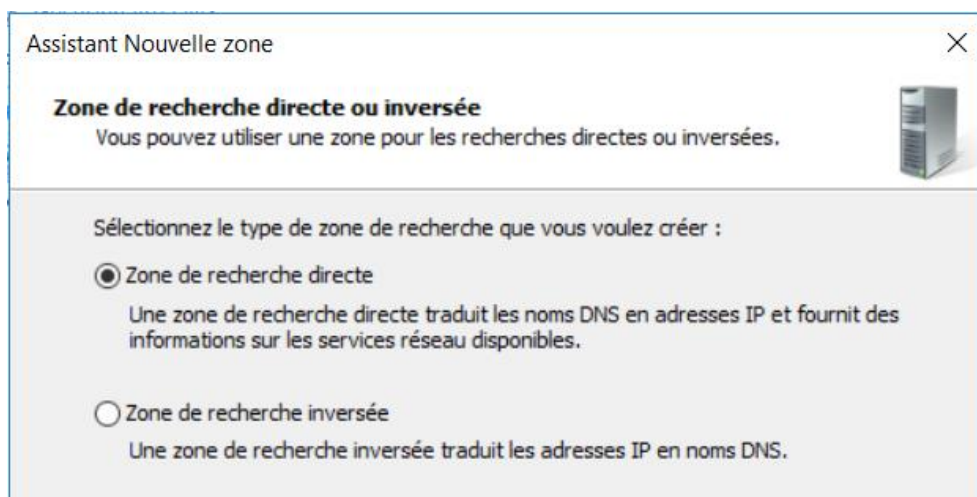 Assistant Nouvelle zone
Zone de recherche directe ou inversée
Vous pouvez utiliser une zone pour les recherches directes ou inversées.
Sélectionnez le type de zone de recherche que vous voulez créer :
Zone de recherche directe
Une zone de recherche directe traduit les noms DNS en adresses IP et fournit des
informations sur les services réseau disponibles.
Zone de recherche inversée
Une zone de recherche inversée traduit les adresses IP en noms DNS.